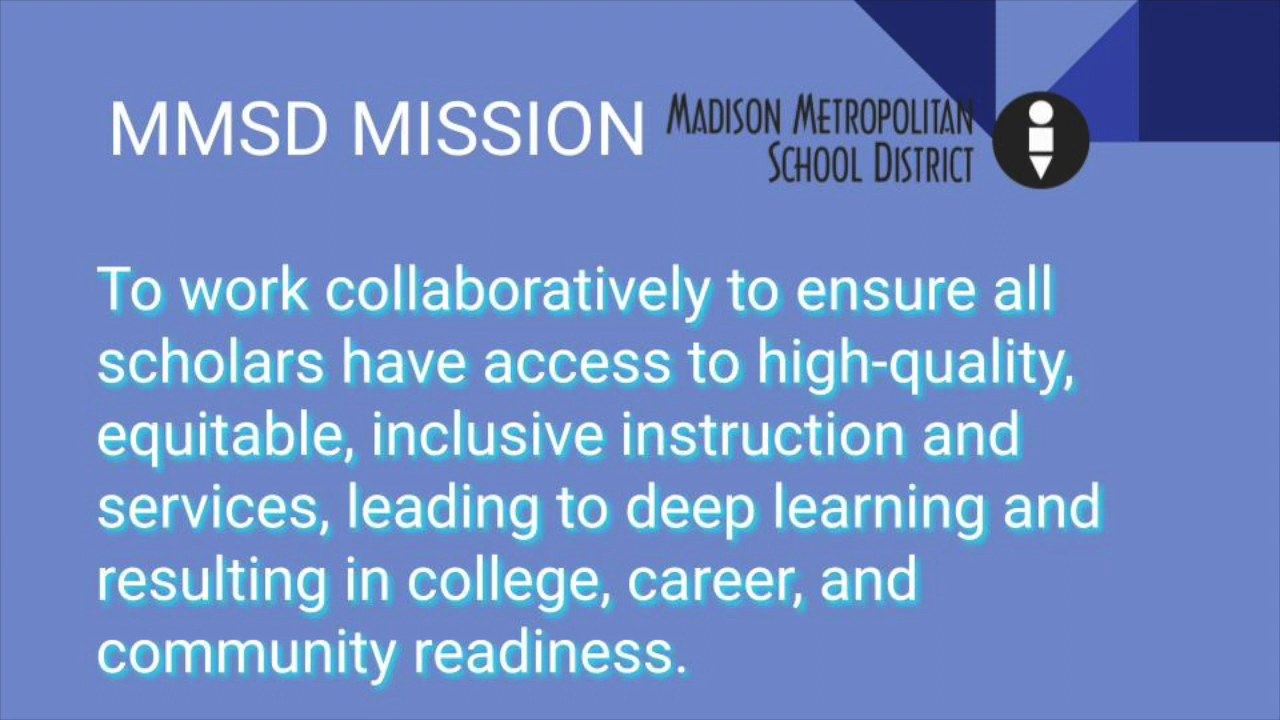 MMSD MISSION
MADISON METROPOLITAN
SCHOOL DISTRICT
To work collaboratively to ensure all
scholars have access to high-quality,
equitable, inclusive instruction and
services, leading to deep learning and
resulting in college, career, and
community readiness.